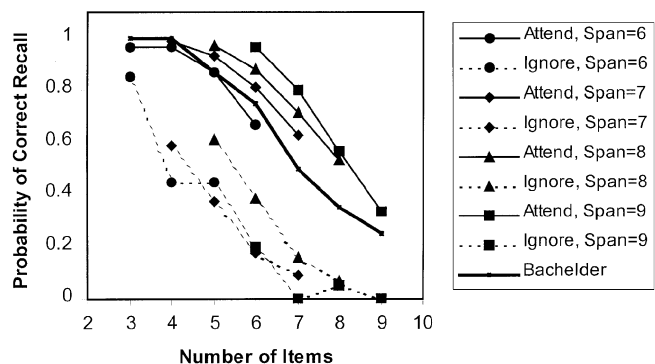 Probability of Correct Recall
1
0.8
0.6
0.4
0.2
0
2 3 4 5 6 7 8 9 10
Number of Items
Attend, Span=6
Ignore, Span=6
Attend, Span=7
Ignore, Span=7
Attend, Span=8
Ignore, Span=8
Attend, Span=9
Ignore, Span=9
Bachelder